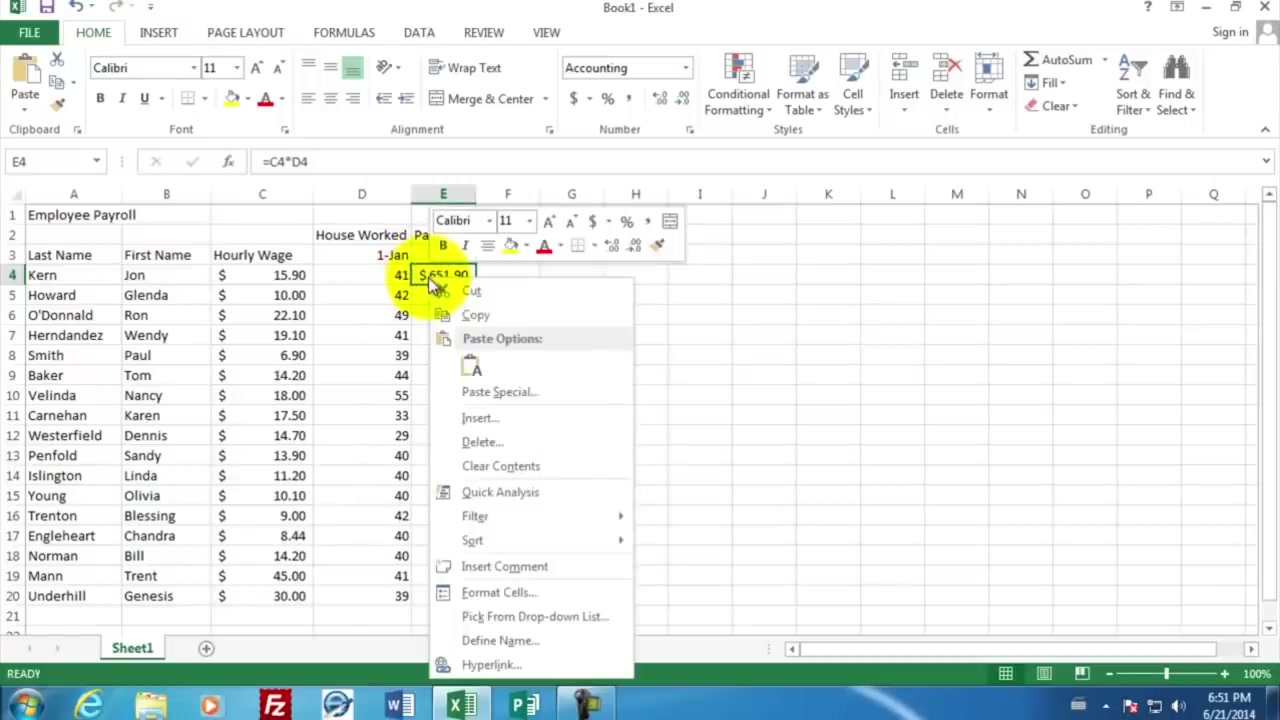 Book1 - Excel
FILE HOME INSERT PAGE LAYOUT FORMULAS DATA REVIEW VIEW Sign in
Calibri 11 Wrap Text Accounting AutoSum
Paste Conditional Format as Cell Insert Delete Format Fill Sort & Find &
B I U Merge & Center $ % , Formatting Table Styles Clear Filter Select
Clipboard Font Alignment Number Styles Cells Editing
E4 fx =C4*D4
A B C D E F G H I J K L M N O P Q
1 Employee Payroll
2 House Worked Pa
3 Last Name First Name Hourly Wage 1-Jan
4 Kern Jon $ 15.90 41 $651.90
5 Howard Glenda $ 10.00 42
6 O'Donnald Ron $ 22.10 49
7 Herndandez Wendy $ 19.10 41
8 Smith Paul $ 6.90 39
9 Baker Tom $ 14.20 44
10 Velinda Nancy $ 18.00 55
11 Carnehan Karen $ 17.50 33
12 Westerfield Dennis $ 14.70 29
13 Penfold Sandy $ 13.90 40
14 Islington Linda $ 11.20 40
15 Young Olivia $ 10.10 40
16 Trenton Blessing $ 9.00 42
17 Engleheart Chandra $ 8.44 40
18 Norman Bill $ 14.20 40
19 Mann Trent $ 45.00 41
20 Underhill Genesis $ 30.00 39
21
Calibri 11 $ % ,
B I A
Cut
Copy
Paste Options:
Paste Special...
Insert...
Delete...
Clear Contents
Quick Analysis
Filter
Sort
Insert Comment
Format Cells...
Pick From Drop-down List...
Define Name...
Hyperlink...
Sheet1
READY 100%
6:51 PM
6/21/2014